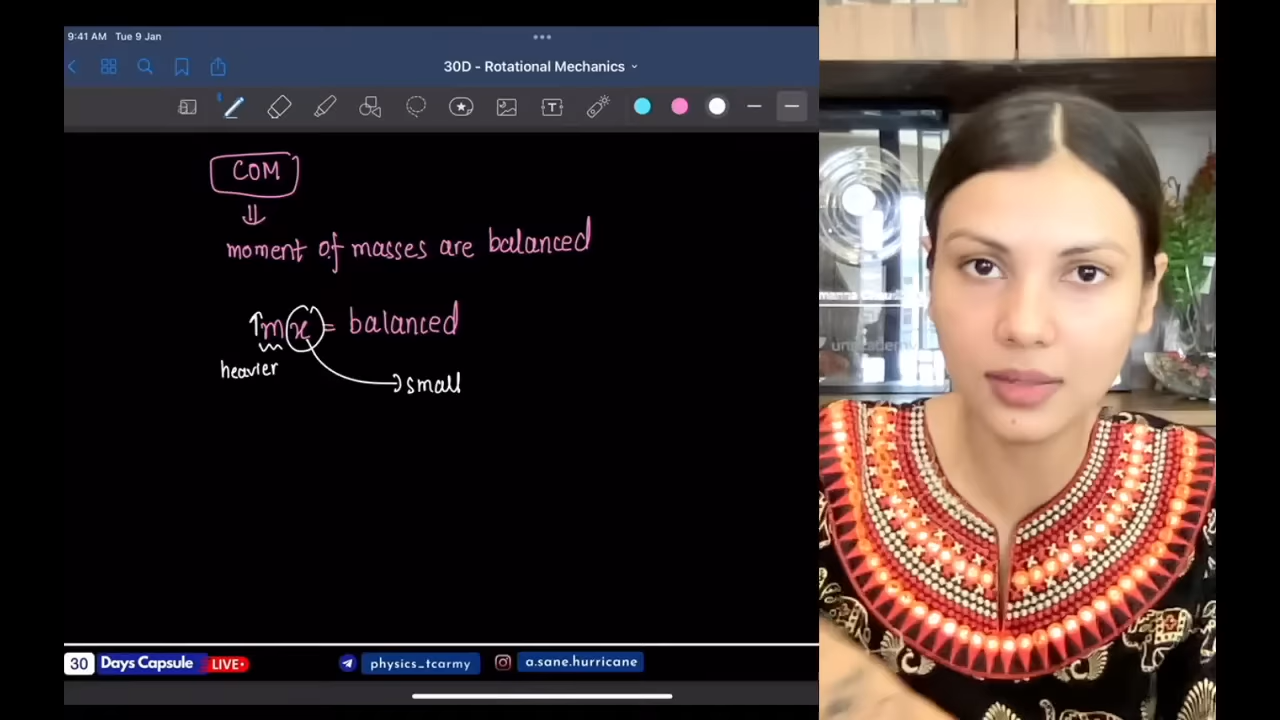 9:41 AM Tue 9 Jan
30D - Rotational Mechanics
COM
moment of masses are balanced
↑mx = balanced
heavier
small
30 Days Capsule LIVE
physics_tcarmy
a.sane.hurricane